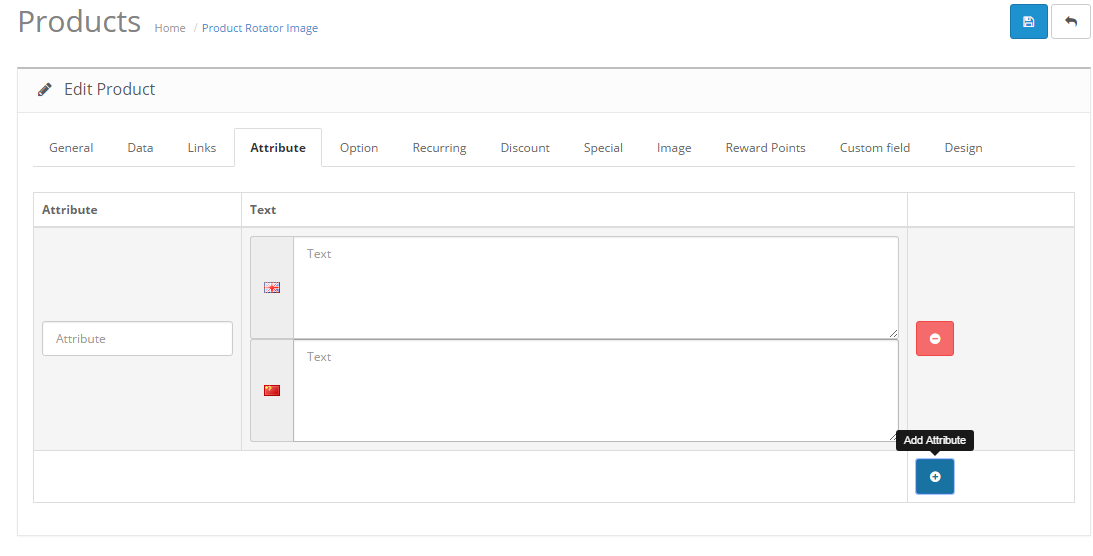 Products Home / Product Rotator Image
Edit Product
General Data Links Attribute Option Recurring Discount Special Image Reward Points Custom field Design
Attribute Text
Text
Attribute
Text
Add Attribute